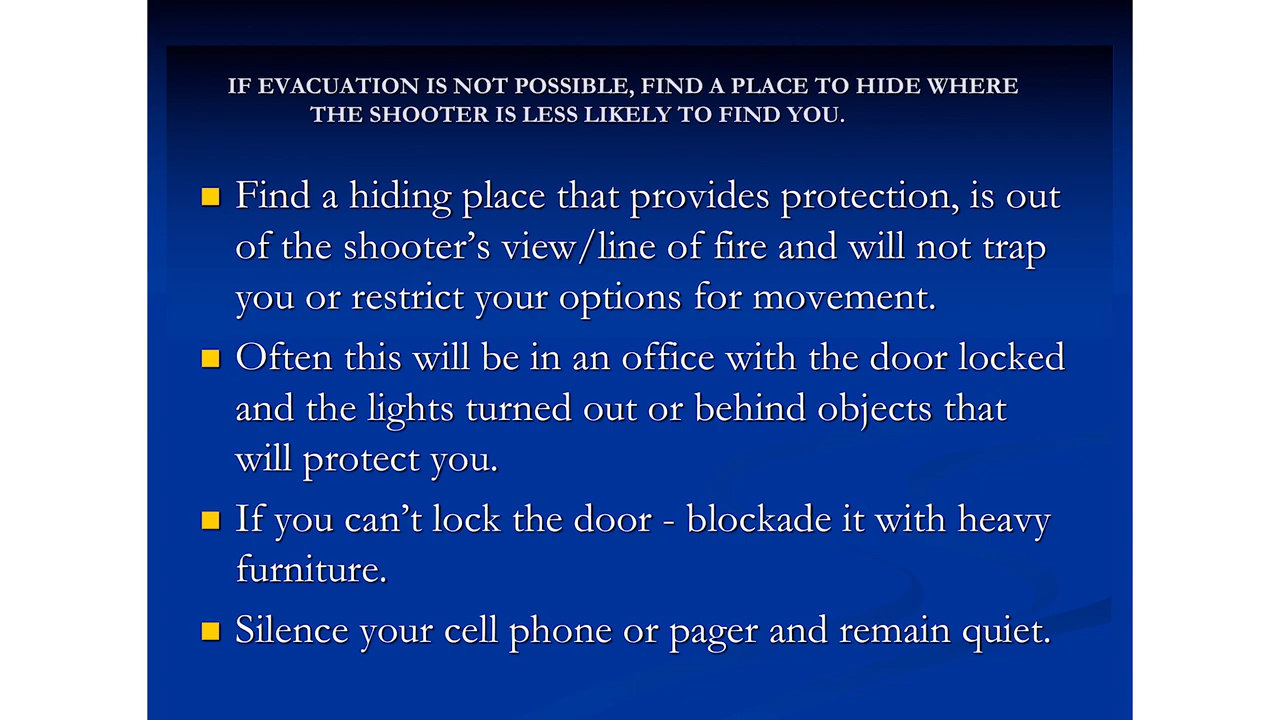 IF EVACUATION IS NOT POSSIBLE, FIND A PLACE TO HIDE WHERE
THE SHOOTER IS LESS LIKELY TO FIND YOU.
Find a hiding place that provides protection, is out
of the shooter’s view/line of fire and will not trap
you or restrict your options for movement.
Often this will be in an office with the door locked
and the lights turned out or behind objects that
will protect you.
If you can’t lock the door - blockade it with heavy
furniture.
Silence your cell phone or pager and remain quiet.